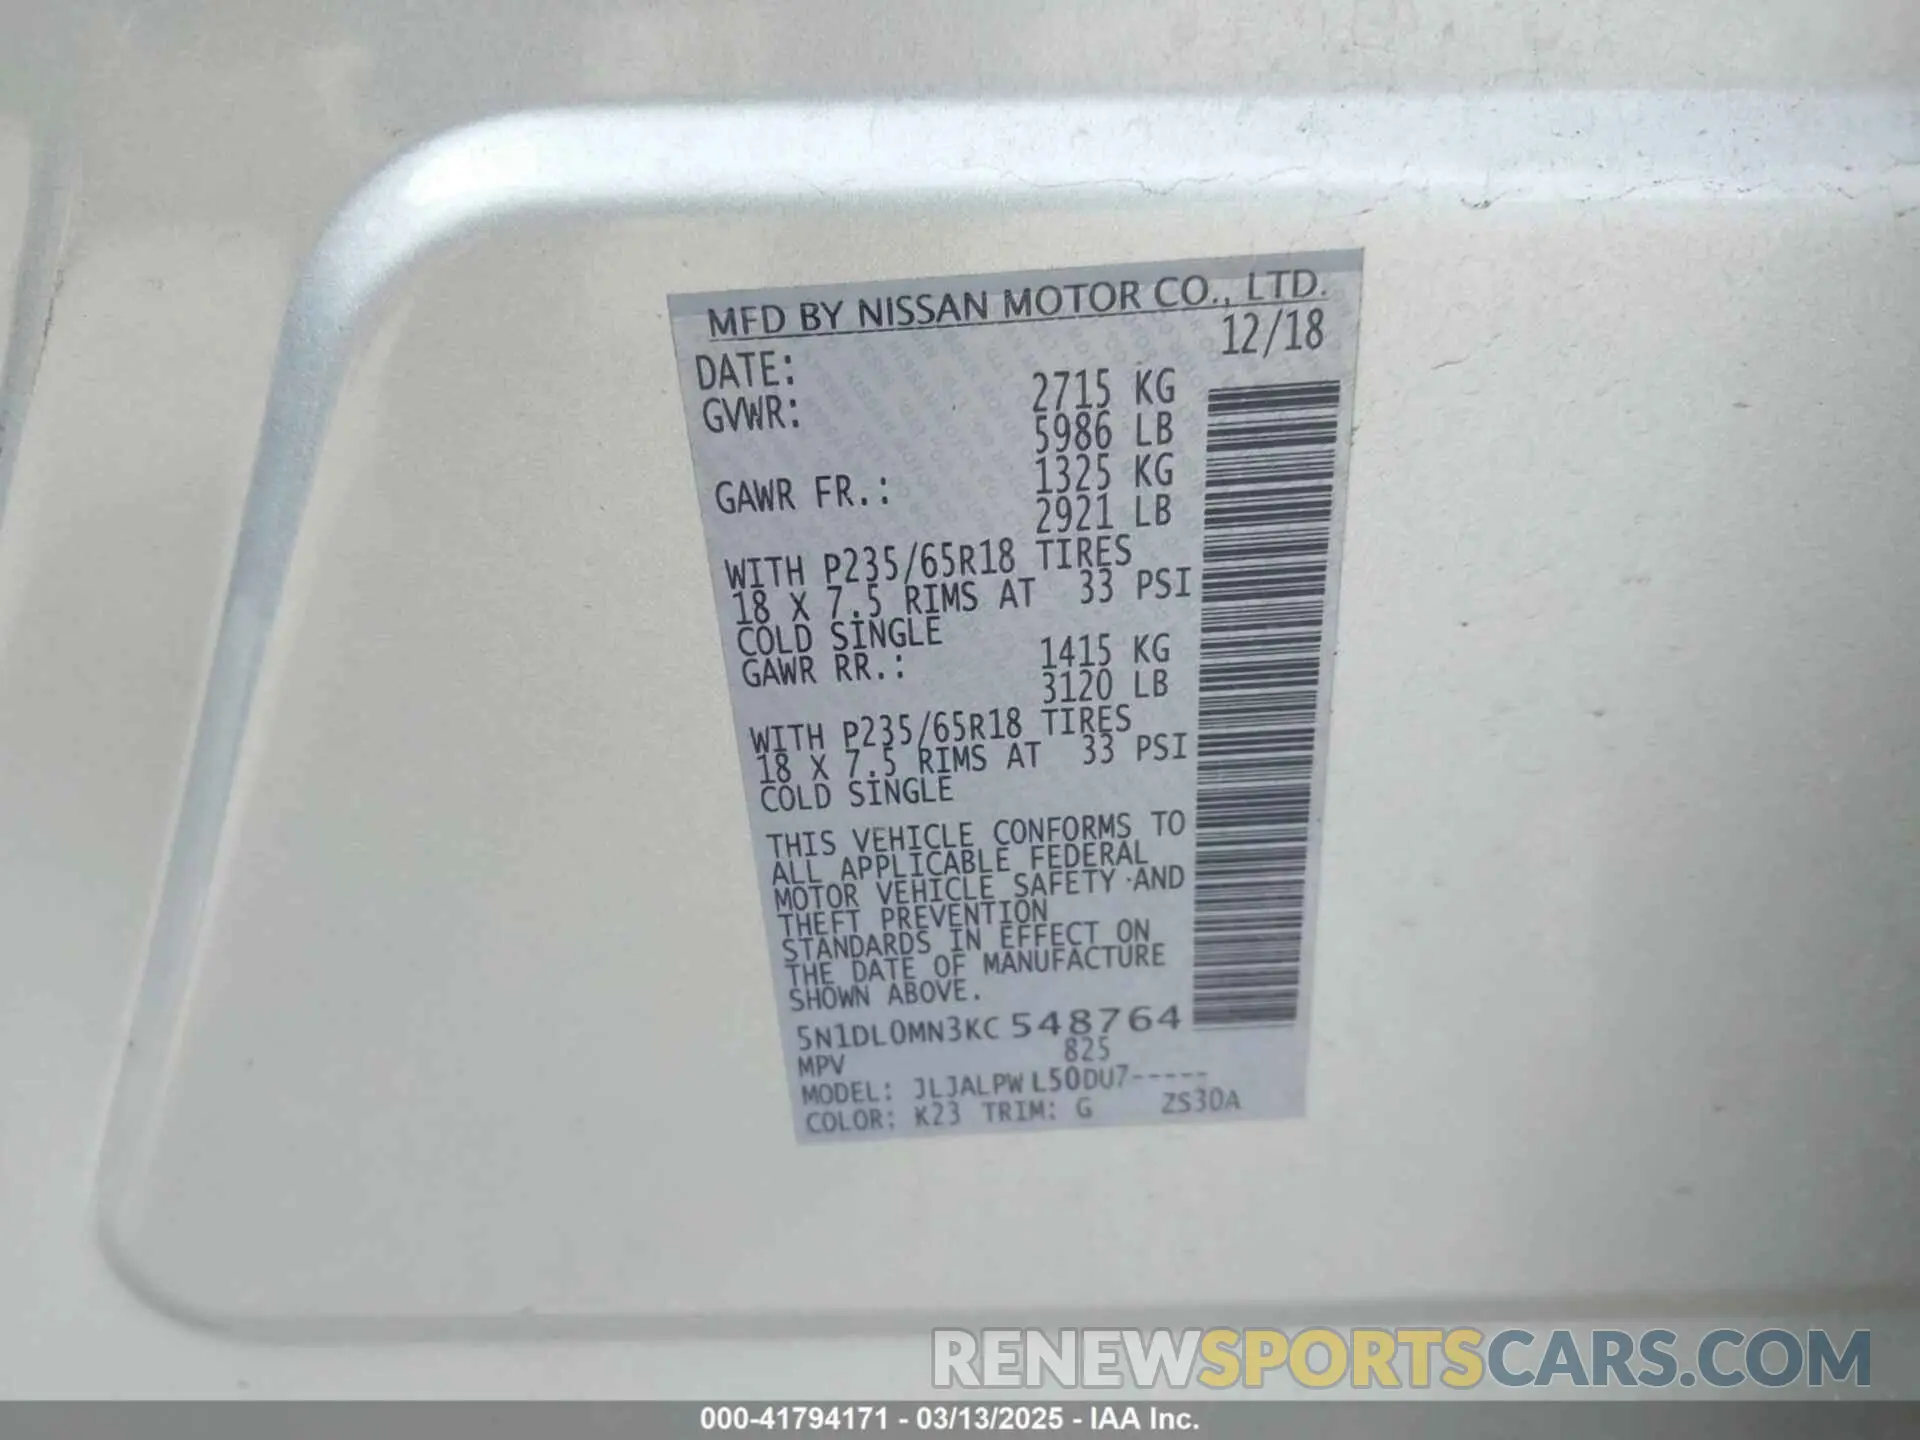 MFD BY NISSAN MOTOR CO., LTD.
DATE: 12/18
GVWR: 2715 KG
5986 LB
GAWR FR.: 1325 KG
2921 LB
WITH P235/65R18 TIRES
18 X 7.5 RIMS AT 33 PSI
COLD SINGLE
GAWR RR.: 1415 KG
3120 LB
WITH P235/65R18 TIRES
18 X 7.5 RIMS AT 33 PSI
COLD SINGLE
THIS VEHICLE CONFORMS TO
ALL APPLICABLE FEDERAL
MOTOR VEHICLE SAFETY AND
THEFT PREVENTION
STANDARDS IN EFFECT ON
THE DATE OF MANUFACTURE
SHOWN ABOVE.
5N1DL0MN3KC548764
MPV 825
MODEL: JLJALPWL50DU7-----
COLOR: K23 TRIM: G ZS30A
RENEWSPORTSCARS.COM
000-41794171 - 03/13/2025 - IAA Inc.